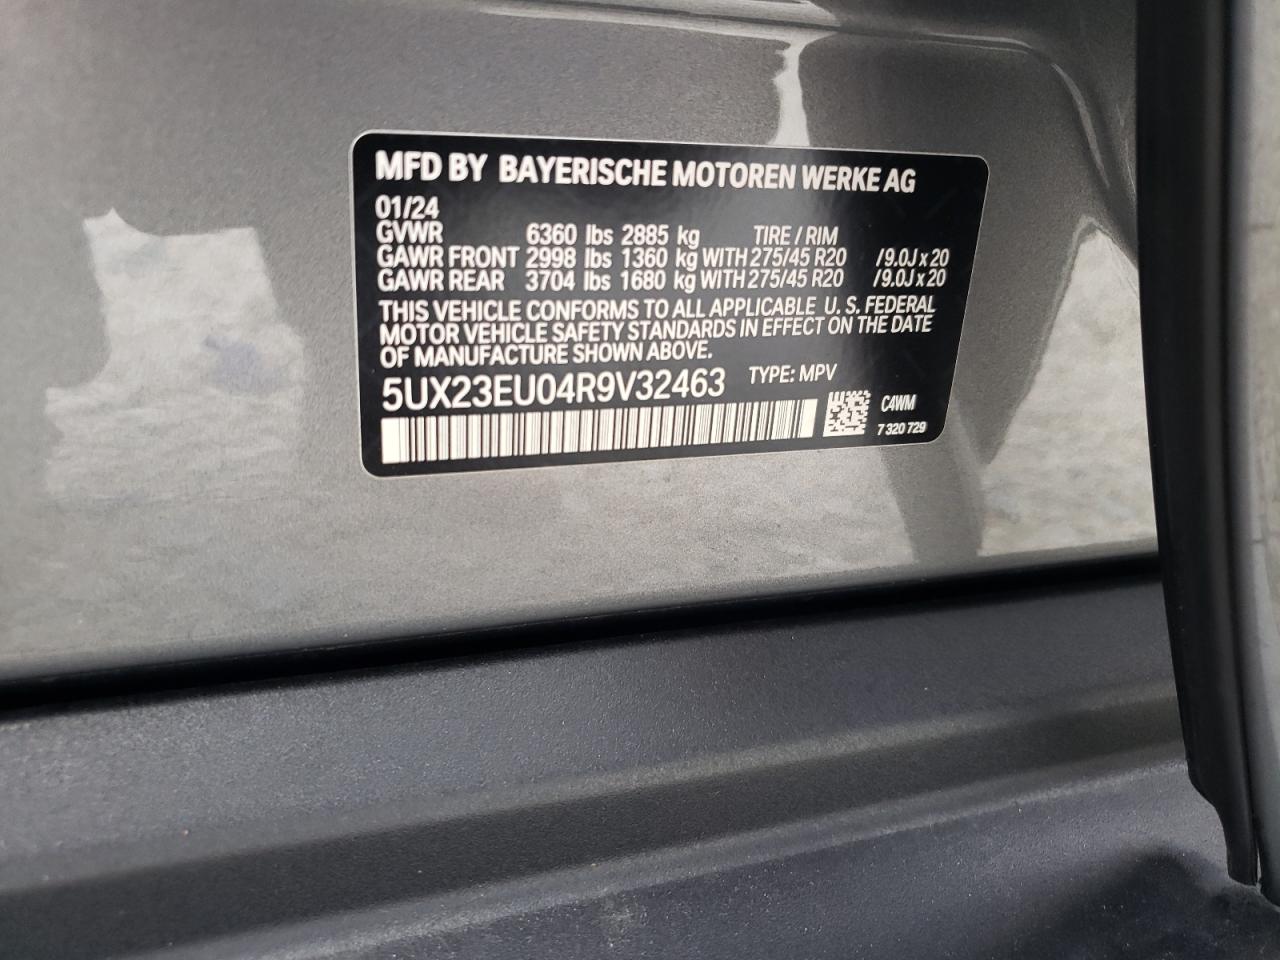 MFD BY BAYERISCHE MOTOREN WERKE AG
01/24
GVWR 6360 lbs 2885 kg TIRE / RIM
GAWR FRONT 2998 lbs 1360 kg WITH 275/45 R20 /9.0J x 20
GAWR REAR 3704 lbs 1680 kg WITH 275/45 R20 /9.0J x 20
THIS VEHICLE CONFORMS TO ALL APPLICABLE U. S. FEDERAL
MOTOR VEHICLE SAFETY STANDARDS IN EFFECT ON THE DATE
OF MANUFACTURE SHOWN ABOVE.
5UX23EU04R9V32463 TYPE: MPV
C4WM
7 320 729